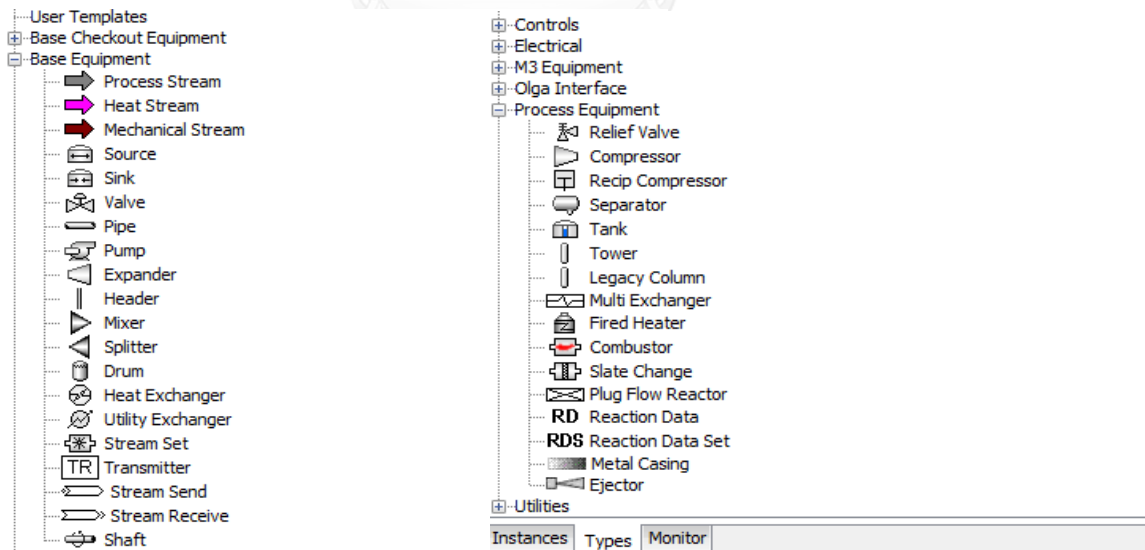 User Templates
Base Checkout Equipment
Base Equipment
Process Stream
Heat Stream
Mechanical Stream
Source
Sink
Valve
Pipe
Pump
Expander
Header
Mixer
Splitter
Drum
Heat Exchanger
Utility Exchanger
Stream Set
TR Transmitter
Stream Send
Stream Receive
Shaft
Controls
Electrical
M3 Equipment
Olga Interface
Process Equipment
Relief Valve
Compressor
Recip Compressor
Separator
Tank
Tower
Legacy Column
Multi Exchanger
Fired Heater
Combustor
Slate Change
Plug Flow Reactor
RD Reaction Data
RDS Reaction Data Set
Metal Casing
Ejector
Utilities
Instances Types Monitor